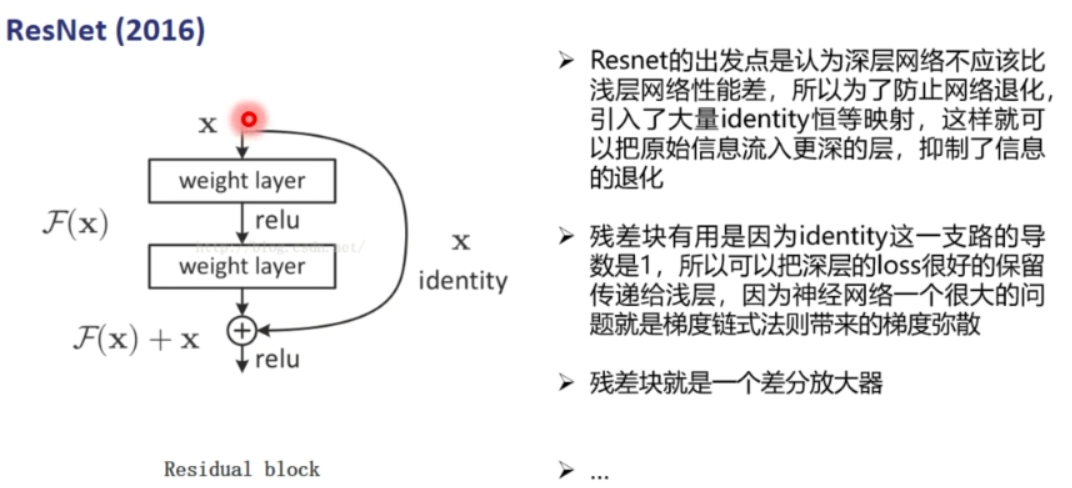 ResNet (2016)
x
weight layer
F(x)
relu
http://blog.csdn.net/
weight layer
x
identity
F(x) + x
relu
Residual block
➢ Resnet的出发点是认为深层网络不应该比
浅层网络性能差，所以为了防止网络退化，
引入了大量identity恒等映射，这样就可
以把原始信息流入更深的层，抑制了信息
的退化
➢ 残差块有用是因为identity这一支路的导
数是1，所以可以把深层的loss很好的保留
传递给浅层，因为神经网络一个很大的问
题就是梯度链式法则带来的梯度弥散
➢ 残差块就是一个差分放大器
➢ ...